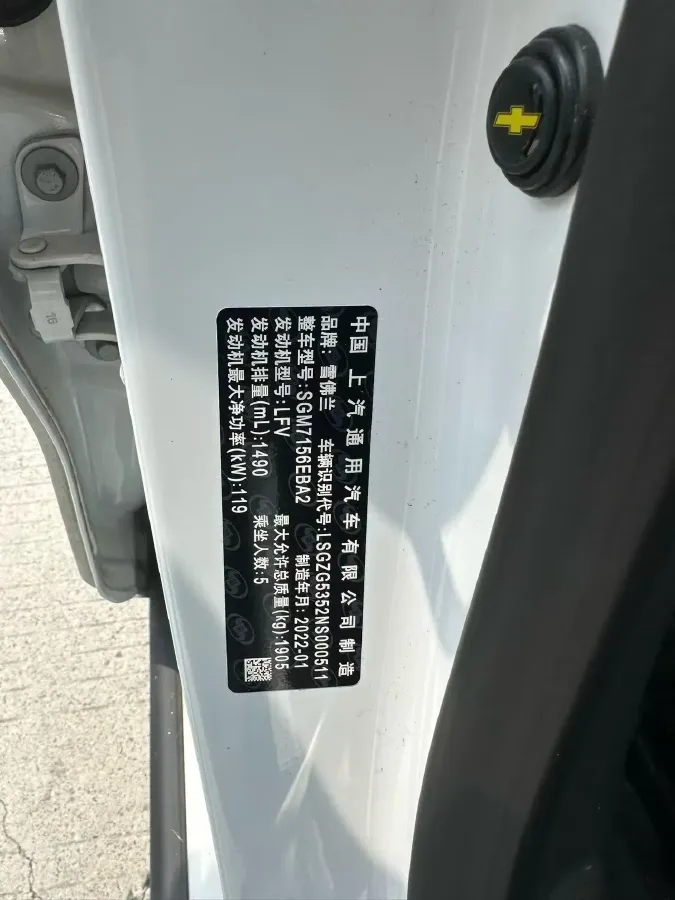 中国 上汽通用汽车有限公司制造
品牌: 雪佛兰 车辆识别代号:LSGZG5352NS000511
整车型号:SGM7156EBA2 制造年月:2022-01
发动机型号:LFV 最大允许总质量(kg):1905
发动机排量(mL):1490 乘坐人数:5
发动机最大净功率(kW):119
16